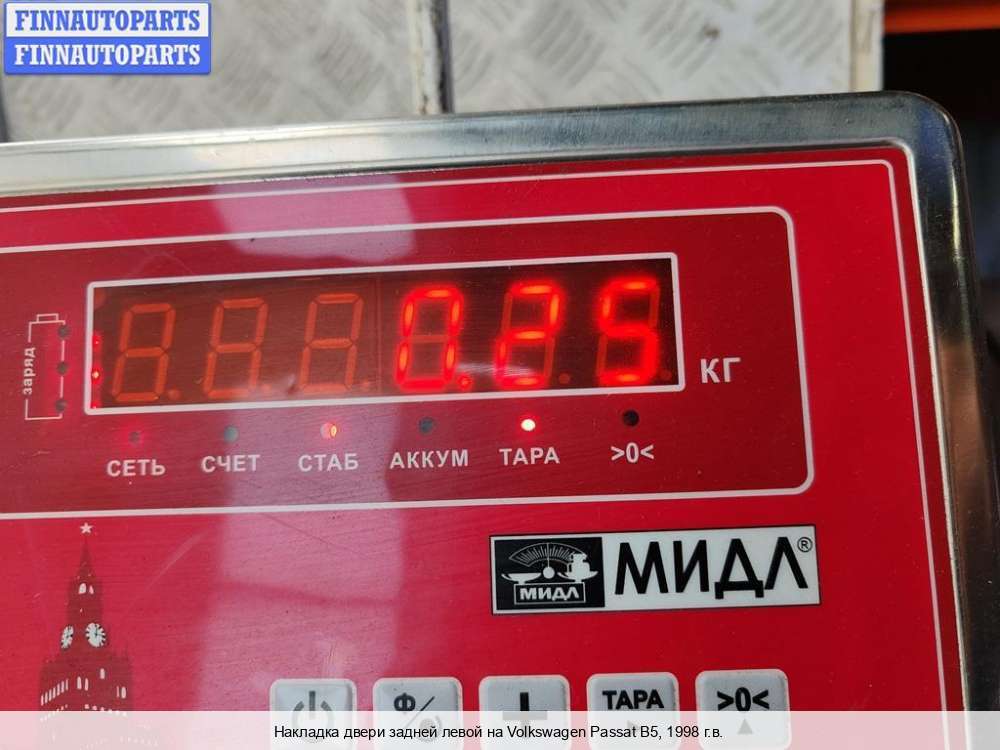 FINNAUTOPARTS
FINNAUTOPARTS
заряд
0.25
КГ
СЕТЬ СЧЕТ СТАБ АККУМ ТАРА >0<
МИДЛ МИДЛ®
Ф/ + ТАРА >0<
Накладка двери задней левой на Volkswagen Passat B5, 1998 г.в.